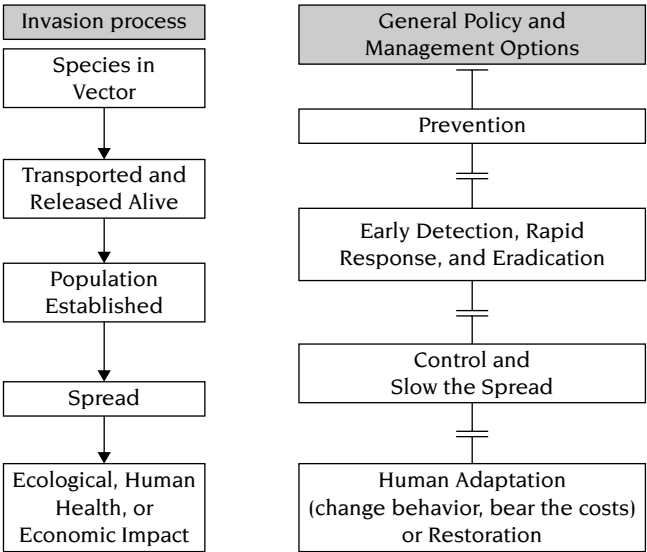 Invasion process
Species in
Vector
Transported and
Released Alive
Population
Established
Spread
Ecological, Human
Health, or
Economic Impact
General Policy and
Management Options
Prevention
Early Detection, Rapid
Response, and Eradication
Control and
Slow the Spread
Human Adaptation
(change behavior, bear the costs)
or Restoration